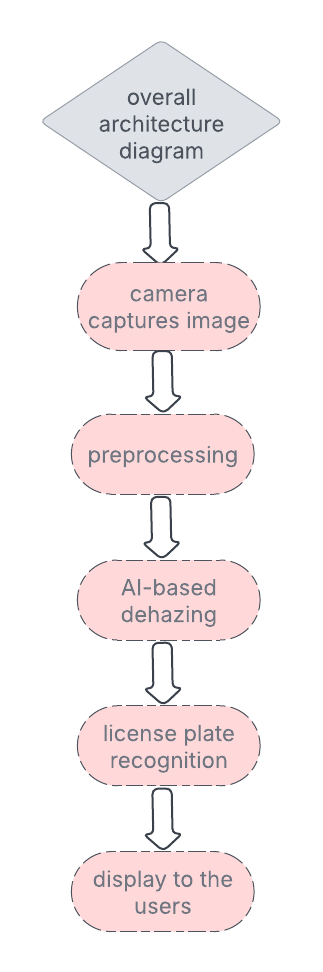 overall
architecture
diagram
camera
captures image
preprocessing
AI-based
dehazing
license plate
recognition
display to the
users